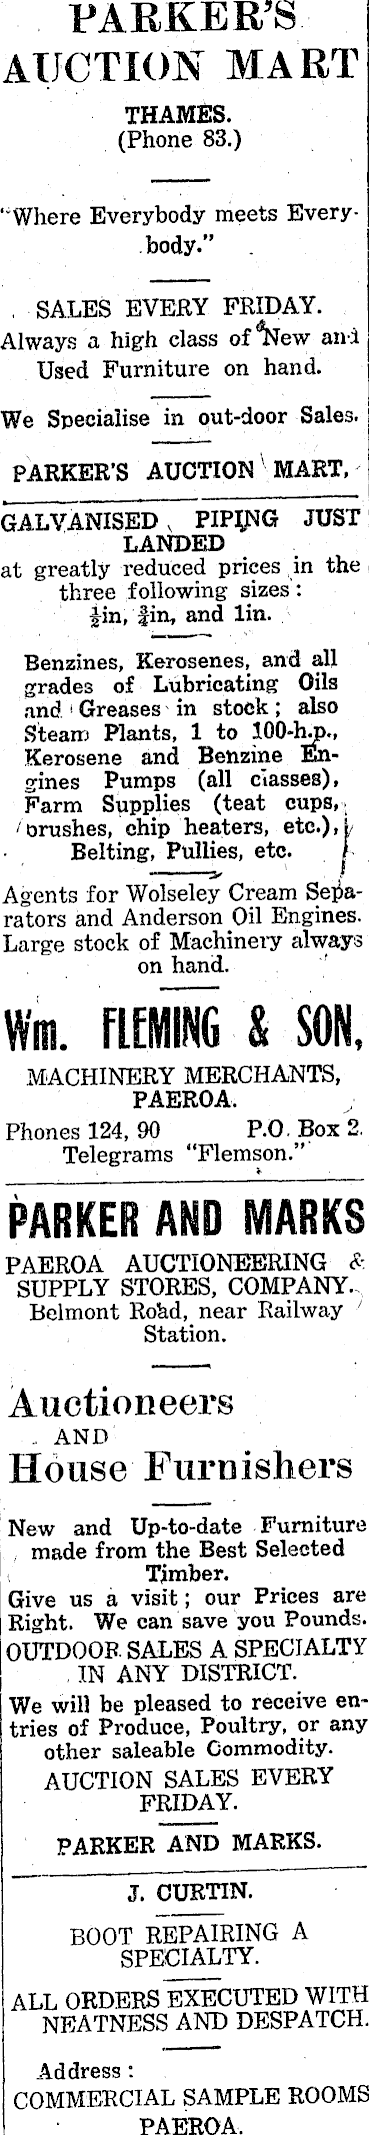 PARKER'S
AUCTION MART
THAMES.
(Phone 83.)
"Where Everybody meets Every-
body."
SALES EVERY FRIDAY.
Always a high class of New and
Used Furniture on hand.
We Specialise in out-door Sales.
PARKER'S AUCTION MART,
GALVANISED PIPING JUST
LANDED
at greatly reduced prices in the
three following sizes:
½in, ¾in, and 1in.
Benzines, Kerosenes, and all
grades of Lubricating Oils
and Greases in stock; also
Steam Plants, 1 to 100-h.p.,
Kerosene and Benzine En-
gines Pumps (all classes),
Farm Supplies (teat cups,
brushes, chip heaters, etc.),
Belting, Pullies, etc.
Agents for Wolseley Cream Sepa-
rators and Anderson Oil Engines.
Large stock of Machinery always
on hand.
Wm. FLEMING & SON,
MACHINERY MERCHANTS,
PAEROA.
Phones 124, 90 P.O. Box 2.
Telegrams "Flemson."
PARKER AND MARKS
PAEROA AUCTIONEERING &
SUPPLY STORES, COMPANY.
Belmont Road, near Railway
Station.
Auctioneers
AND
House Furnishers
New and Up-to-date Furniture
made from the Best Selected
Timber.
Give us a visit; our Prices are
Right. We can save you Pounds.
OUTDOOR SALES A SPECIALTY
IN ANY DISTRICT.
We will be pleased to receive en-
tries of Produce, Poultry, or any
other saleable Commodity.
AUCTION SALES EVERY
FRIDAY.
PARKER AND MARKS.
J. CURTIN.
BOOT REPAIRING A
SPECIALTY.
ALL ORDERS EXECUTED WITH
NEATNESS AND DESPATCH.
Address:
COMMERCIAL SAMPLE ROOMS
PAEROA.